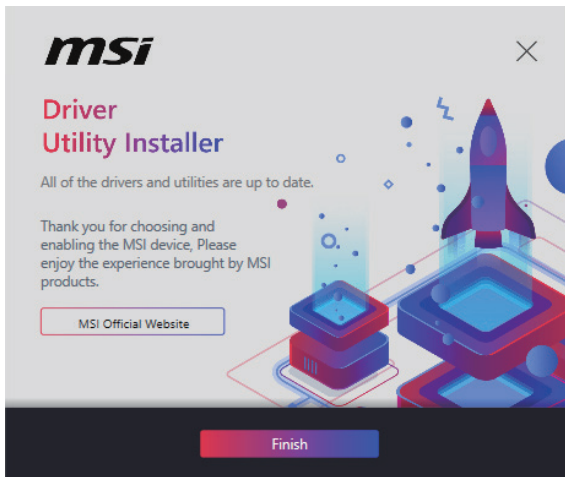 msi
Driver
Utility Installer
All of the drivers and utilities are up to date.
Thank you for choosing and
enabling the MSI device, Please
enjoy the experience brought by MSI
products.
MSI Official Website
Finish